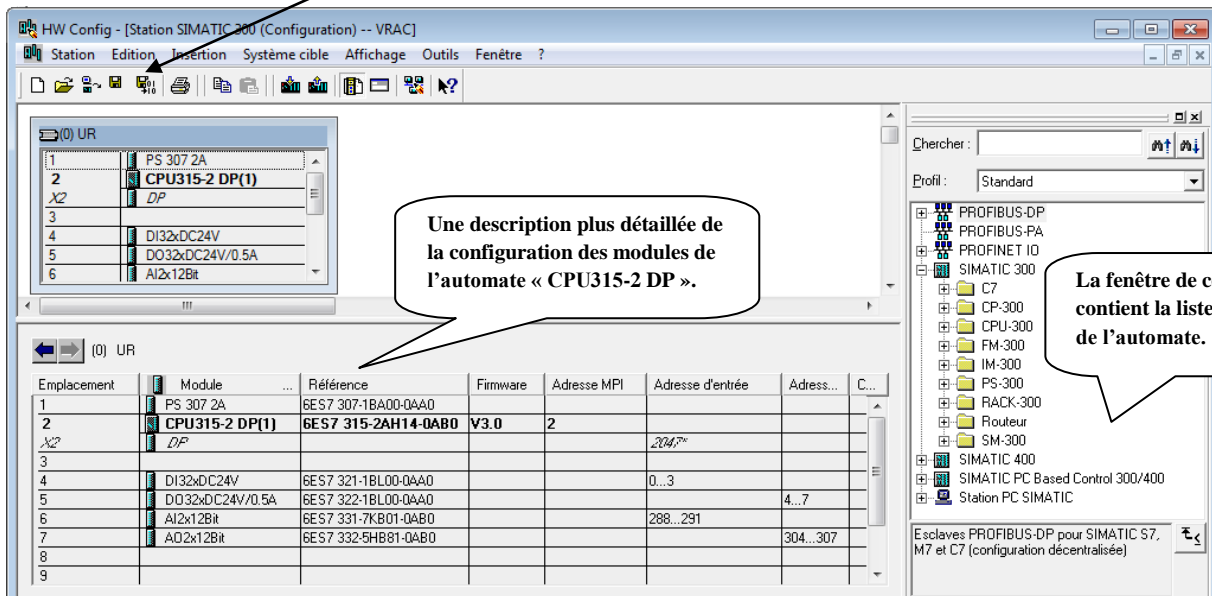 HW Config - [Station SIMATIC 300 (Configuration) -- VRAC]
Station Edition Insertion Système cible Affichage Outils Fenêtre ?
(0) UR
1 PS 307 2A
2 CPU315-2 DP(1)
X2 DP
3
4 DI32xDC24V
5 DO32xDC24V/0.5A
6 AI2x12Bit
Une description plus détaillée de
la configuration des modules de
l'automate « CPU315-2 DP ».
(0) UR
Emplacement Module ... Référence Firmware Adresse MPI Adresse d'entrée Adress... C...
1 PS 307 2A 6ES7 307-1BA00-0AA0
2 CPU315-2 DP(1) 6ES7 315-2AH14-0AB0 V3.0 2
X2 DP 2047*
3
4 DI32xDC24V 6ES7 321-1BL00-0AA0 0...3
5 DO32xDC24V/0.5A 6ES7 322-1BL00-0AA0 4...7
6 AI2x12Bit 6ES7 331-7KB01-0AB0 288...291
7 AO2x12Bit 6ES7 332-5HB81-0AB0 304...307
8
9
Chercher :
Profil : Standard
PROFIBUS-DP
PROFIBUS-PA
PROFINET IO
SIMATIC 300
C7
CP-300
CPU-300
FM-300
IM-300
PS-300
RACK-300
Routeur
SM-300
SIMATIC 400
SIMATIC PC Based Control 300/400
Station PC SIMATIC
La fenêtre de c
contient la liste
de l'automate.
Esclaves PROFIBUS-DP pour SIMATIC S7,
M7 et C7 (configuration décentralisée)